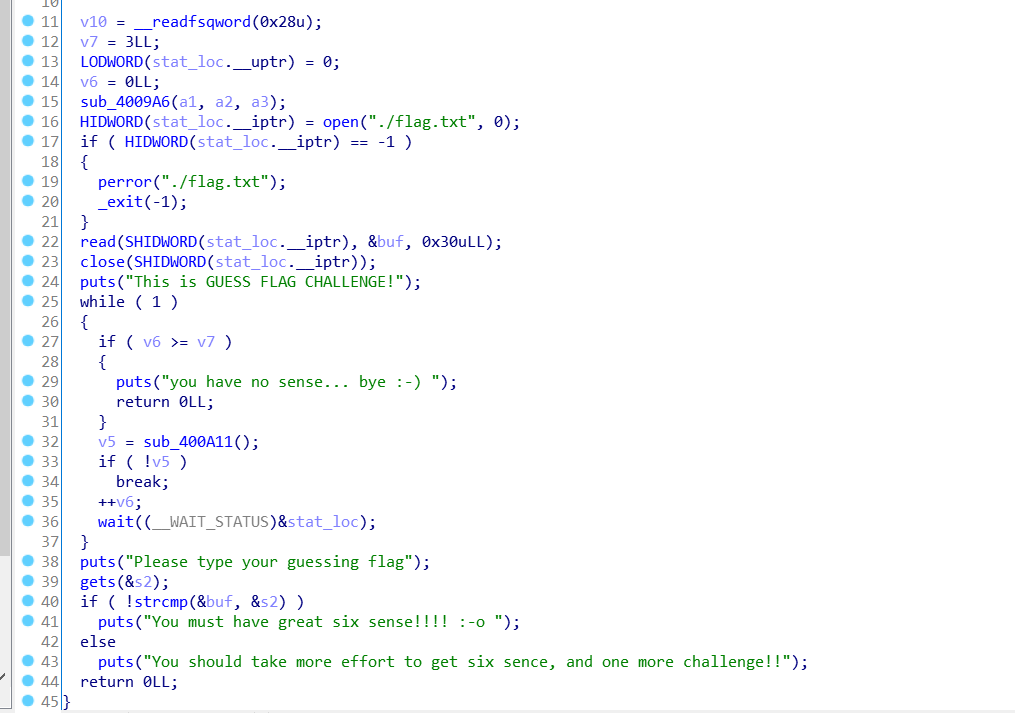 10
11 v10 = __readfsqword(0x28u);
12 v7 = 3LL;
13 LODWORD(stat_loc.__uptr) = 0;
14 v6 = 0LL;
15 sub_4009A6(a1, a2, a3);
16 HIDWORD(stat_loc.__iptr) = open("./flag.txt", 0);
17 if ( HIDWORD(stat_loc.__iptr) == -1 )
18 {
19 perror("./flag.txt");
20 _exit(-1);
21 }
22 read(SHIDWORD(stat_loc.__iptr), &buf, 0x30uLL);
23 close(SHIDWORD(stat_loc.__iptr));
24 puts("This is GUESS FLAG CHALLENGE!");
25 while ( 1 )
26 {
27 if ( v6 >= v7 )
28 {
29 puts("you have no sense... bye :-) ");
30 return 0LL;
31 }
32 v5 = sub_400A11();
33 if ( !v5 )
34 break;
35 ++v6;
36 wait((__WAIT_STATUS)&stat_loc);
37 }
38 puts("Please type your guessing flag");
39 gets(&s2);
40 if ( !strcmp(&buf, &s2) )
41 puts("You must have great six sense!!!! :-o ");
42 else
43 puts("You should take more effort to get six sence, and one more challenge!!");
44 return 0LL;
45 }